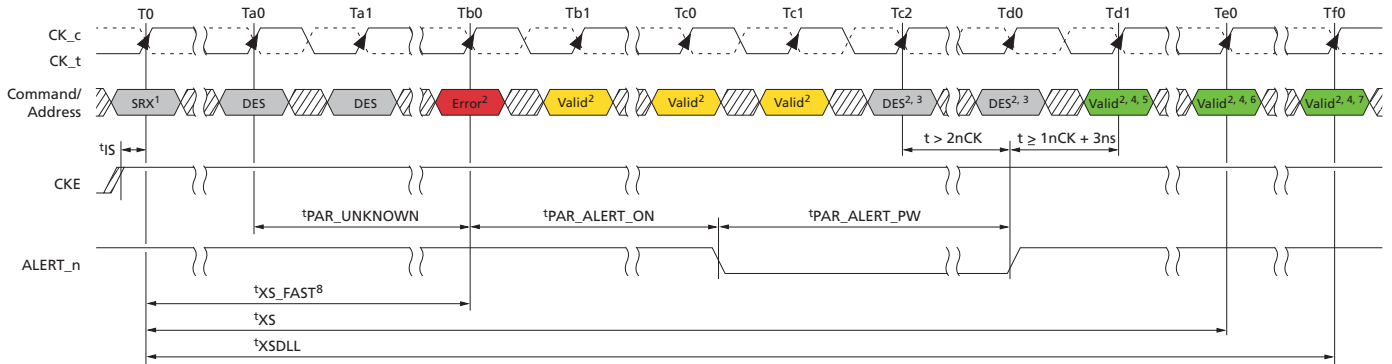 T0 Ta0 Ta1 Tb0 Tb1 Tc0 Tc1 Tc2 Td0 Td1 Te0 Tf0
CK_c
CK_t
Command/
Address
SRX1 DES DES Error2 Valid2 Valid2 Valid2 DES2, 3 DES2, 3 Valid2, 4, 5 Valid2, 4, 6 Valid2, 4, 7
tIS
t > 2nCK
t ≥ 1nCK + 3ns
CKE
tPAR_UNKNOWN
tPAR_ALERT_ON
tPAR_ALERT_PW
ALERT_n
tXS_FAST8
tXS
tXSDLL